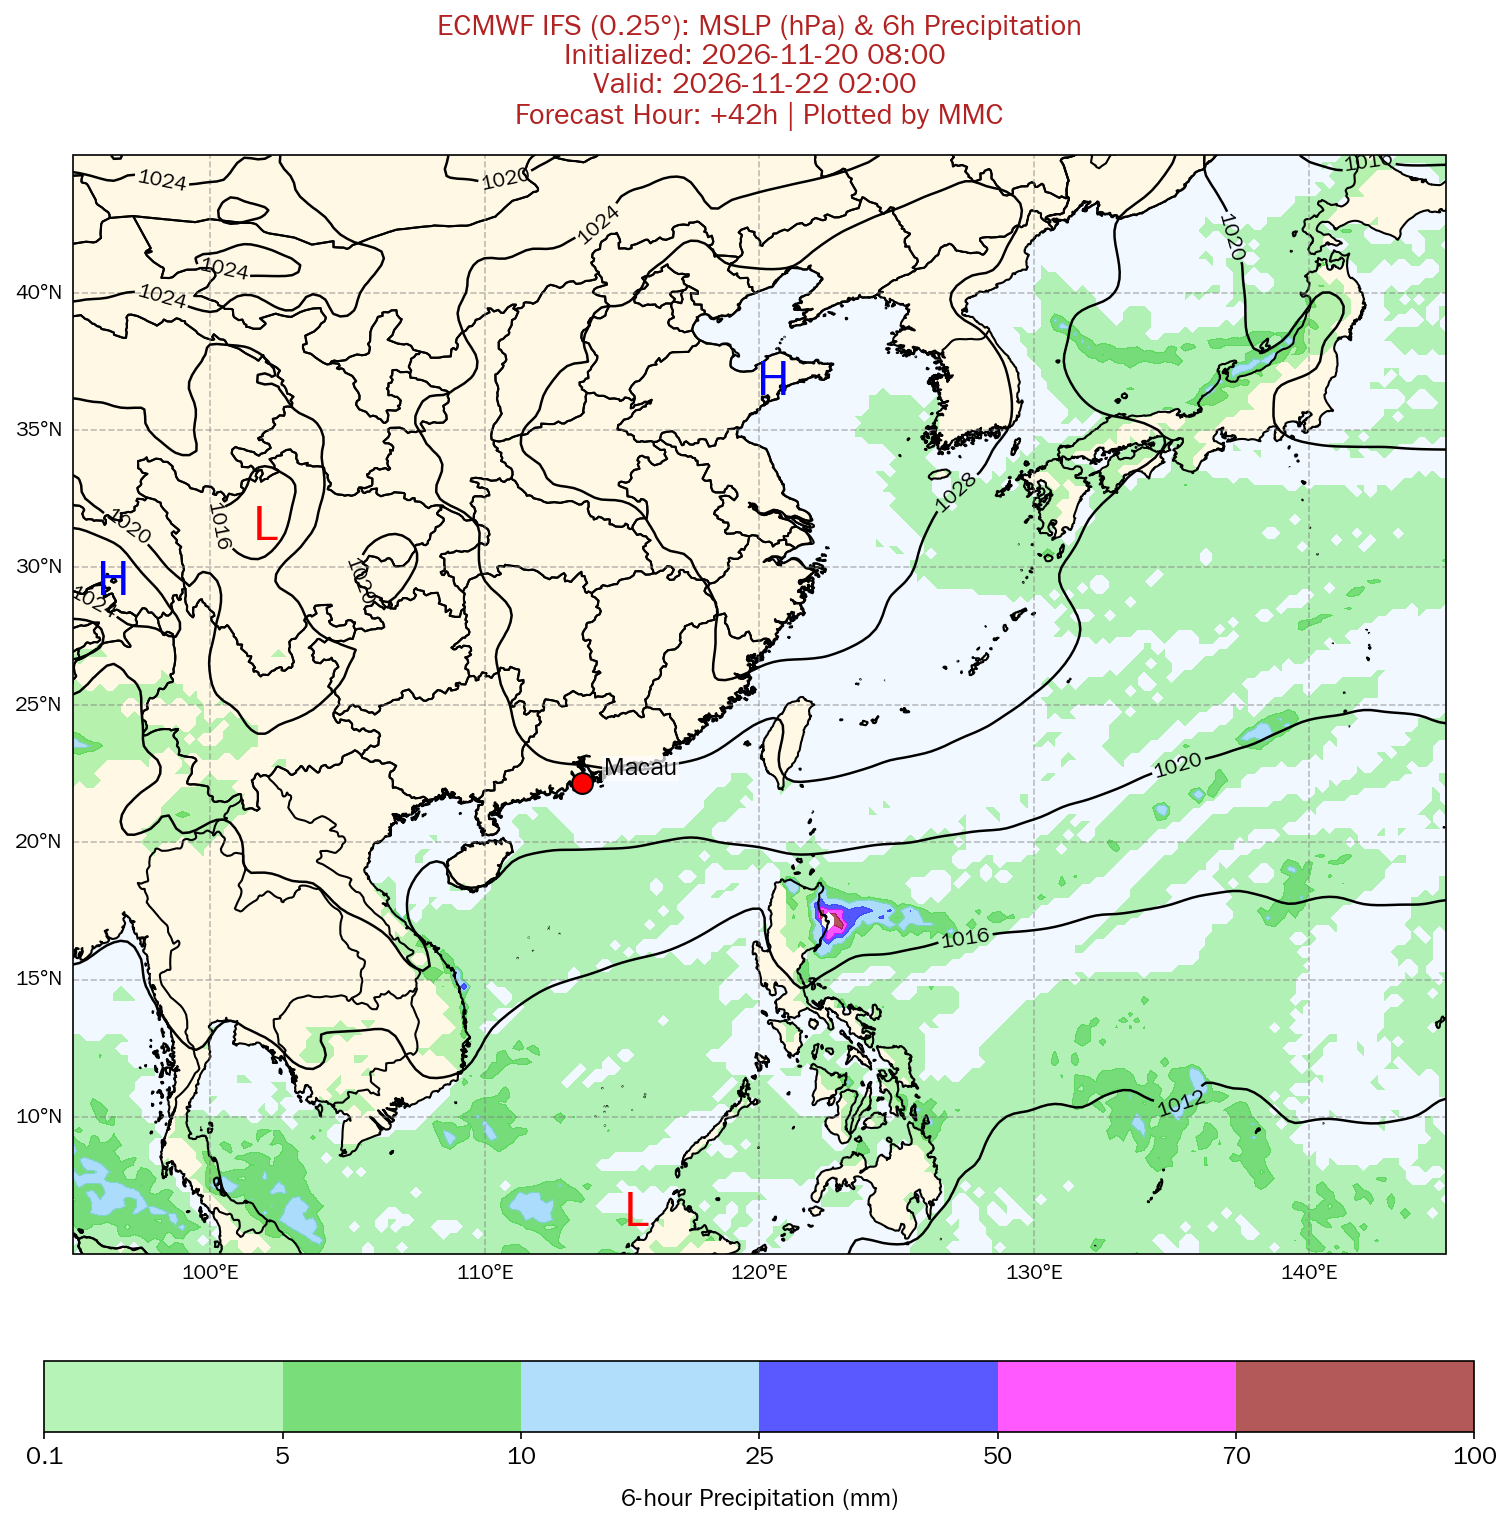 ECMWF IFS (0.25°): MSLP (hPa) & 6h Precipitation
Initialized: 2026-11-20 08:00
Valid: 2026-11-22 02:00
Forecast Hour: +42h | Plotted by MMC
1016
1024
1020
1024
1020
1024
40°N
1024
H
35°N
1028
1016
L
1020
30°N
H
1020
1024
25°N
1020
Macau
20°N
1016
15°N
10°N
1012
L
100°E 110°E 120°E 130°E 140°E
0.1 5 10 25 50 70 100
6-hour Precipitation (mm)